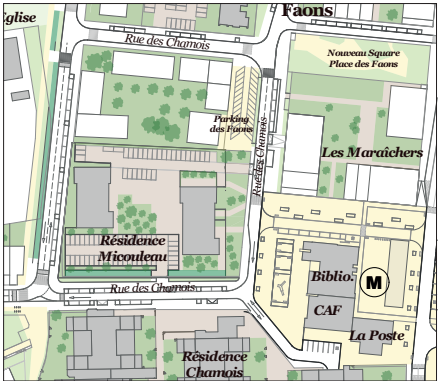 Faons
Eglise
Rue des Chamois
Nouveau Square
Place des Faons
Parking
des Faons
Rue des Chamois
Les Maraîchers
Résidence
Micouleau
Biblio.
M
CAF
Rue des Chamois
La Poste
Résidence
Chamois